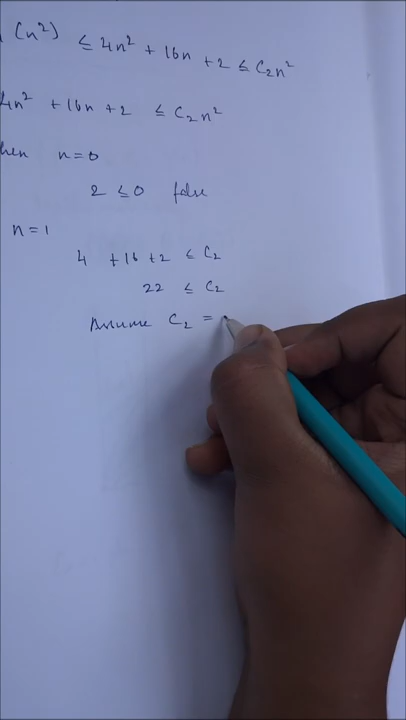 (n²) ≤ 4n² + 16n + 2 ≤ C₂n²
4n² + 16n + 2 ≤ C₂n²
hen n=0
2 ≤ 0 false
n=1
4 + 16 + 2 ≤ C₂
22 ≤ C₂
Assume C₂ =